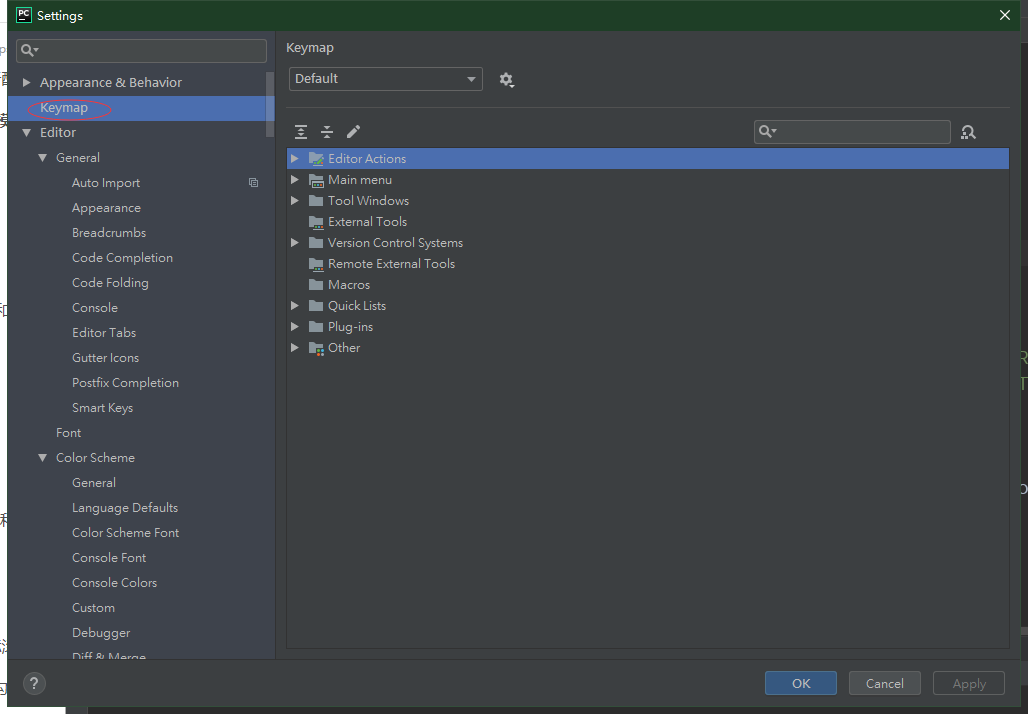 PC Settings
Appearance & Behavior
Keymap
Editor
General
Auto Import
Appearance
Breadcrumbs
Code Completion
Code Folding
Console
Editor Tabs
Gutter Icons
Postfix Completion
Smart Keys
Font
Color Scheme
General
Language Defaults
Color Scheme Font
Console Font
Console Colors
Custom
Debugger
Diff & Merge
Keymap
Default
Editor Actions
Main menu
Tool Windows
External Tools
Version Control Systems
Remote External Tools
Macros
Quick Lists
Plug-ins
Other
?
OK
Cancel
Apply